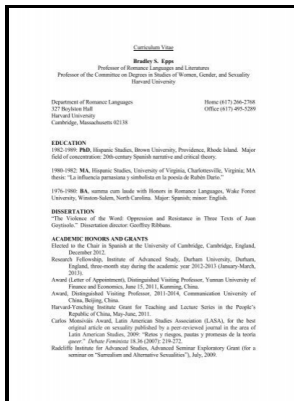 Curriculum Vitae
Bradley S. Epps
Professor of Romance Languages and Literatures
Professor of the Committee on Degrees in Studies of Women, Gender, and Sexuality
Harvard University
Department of Romance Languages Home (617) 266-2768
327 Boylston Hall Office (617) 495-5289
Harvard University
Cambridge, Massachusetts 02138
EDUCATION
1982-1989: PhD, Hispanic Studies, Brown University, Providence, Rhode Island. Major
field of concentration: 20th-century Spanish narrative and critical theory.
1980-1982: MA, Hispanic Studies, University of Virginia, Charlottesville, Virginia; MA
thesis: "La influencia parnasiana y simbolista en la poesía de Rubén Darío."
1976-1980: BA, summa cum laude with Honors in Romance Languages, Wake Forest
University, Winston-Salem, North Carolina. Major: Spanish; minor: English.
DISSERTATION
"The Violence of the Word: Oppression and Resistance in Three Texts of Juan
Goytisolo." Dissertation director: Geoffrey Ribbans.
ACADEMIC HONORS AND GRANTS
Elected to the Chair in Spanish at the University of Cambridge, Cambridge, England,
December 2012.
Research Fellowship, Institute of Advanced Study, Durham University, Durham,
England, three-month stay during the academic year 2012-2013 (January-March,
2013).
Award (Letter of Appointment), Distinguished Visiting Professor, Yunnan University of
Finance and Economics, June 15, 2011, Kunming, China.
Award, Distinguished Visiting Professor, 2011-2014, Communication University of
China, Beijing, China.
Harvard-Yenching Institute Grant for Teaching and Lecture Series in the People's
Republic of China, May-June, 2011.
Carlos Monsiváis Award, Latin American Studies Association (LASA), for the best
original article on sexuality published by a peer-reviewed journal in the area of
Latin American Studies, 2009: "Retos y riesgos, pautas y promesas de la teoría
queer." Debate Feminista 18.36 (2007): 219-272.
Radcliffe Institute for Advanced Studies, Advanced Seminar Exploratory Grant (for a
seminar on "Surrealism and Alternative Sexualities"), July, 2009.